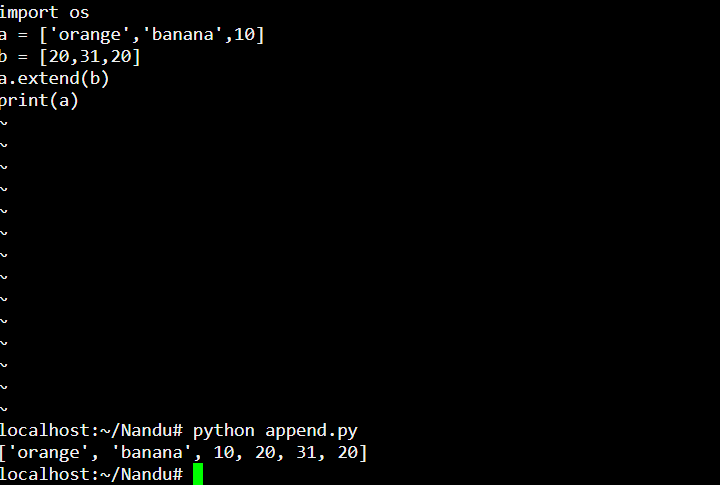 import os
a = ['orange','banana',10]
b = [20,31,20]
a.extend(b)
print(a)
~
~
~
~
~
~
~
~
~
~
~
~
~
~
localhost:~/Nandu# python append.py
['orange', 'banana', 10, 20, 31, 20]
localhost:~/Nandu#